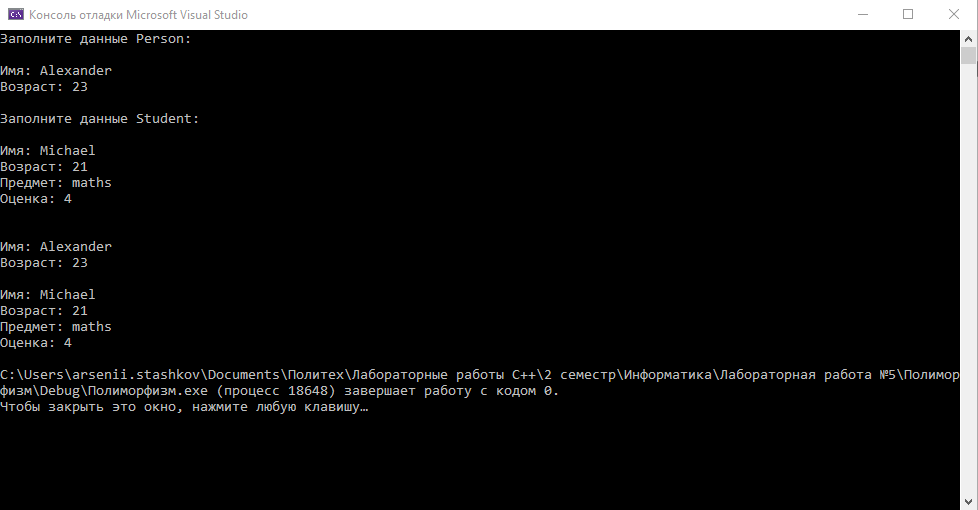 Консоль отладки Microsoft Visual Studio
Заполните данные Person:
Имя: Alexander
Возраст: 23
Заполните данные Student:
Имя: Michael
Возраст: 21
Предмет: maths
Оценка: 4
Имя: Alexander
Возраст: 23
Имя: Michael
Возраст: 21
Предмет: maths
Оценка: 4
C:\Users\arsenii.stashkov\Documents\Политех\Лабораторные работы C++\2 семестр\Информатика\Лабораторная работа №5\Полимор
физм\Debug\Полиморфизм.exe (процесс 18648) завершает работу с кодом 0.
Чтобы закрыть это окно, нажмите любую клавишу…